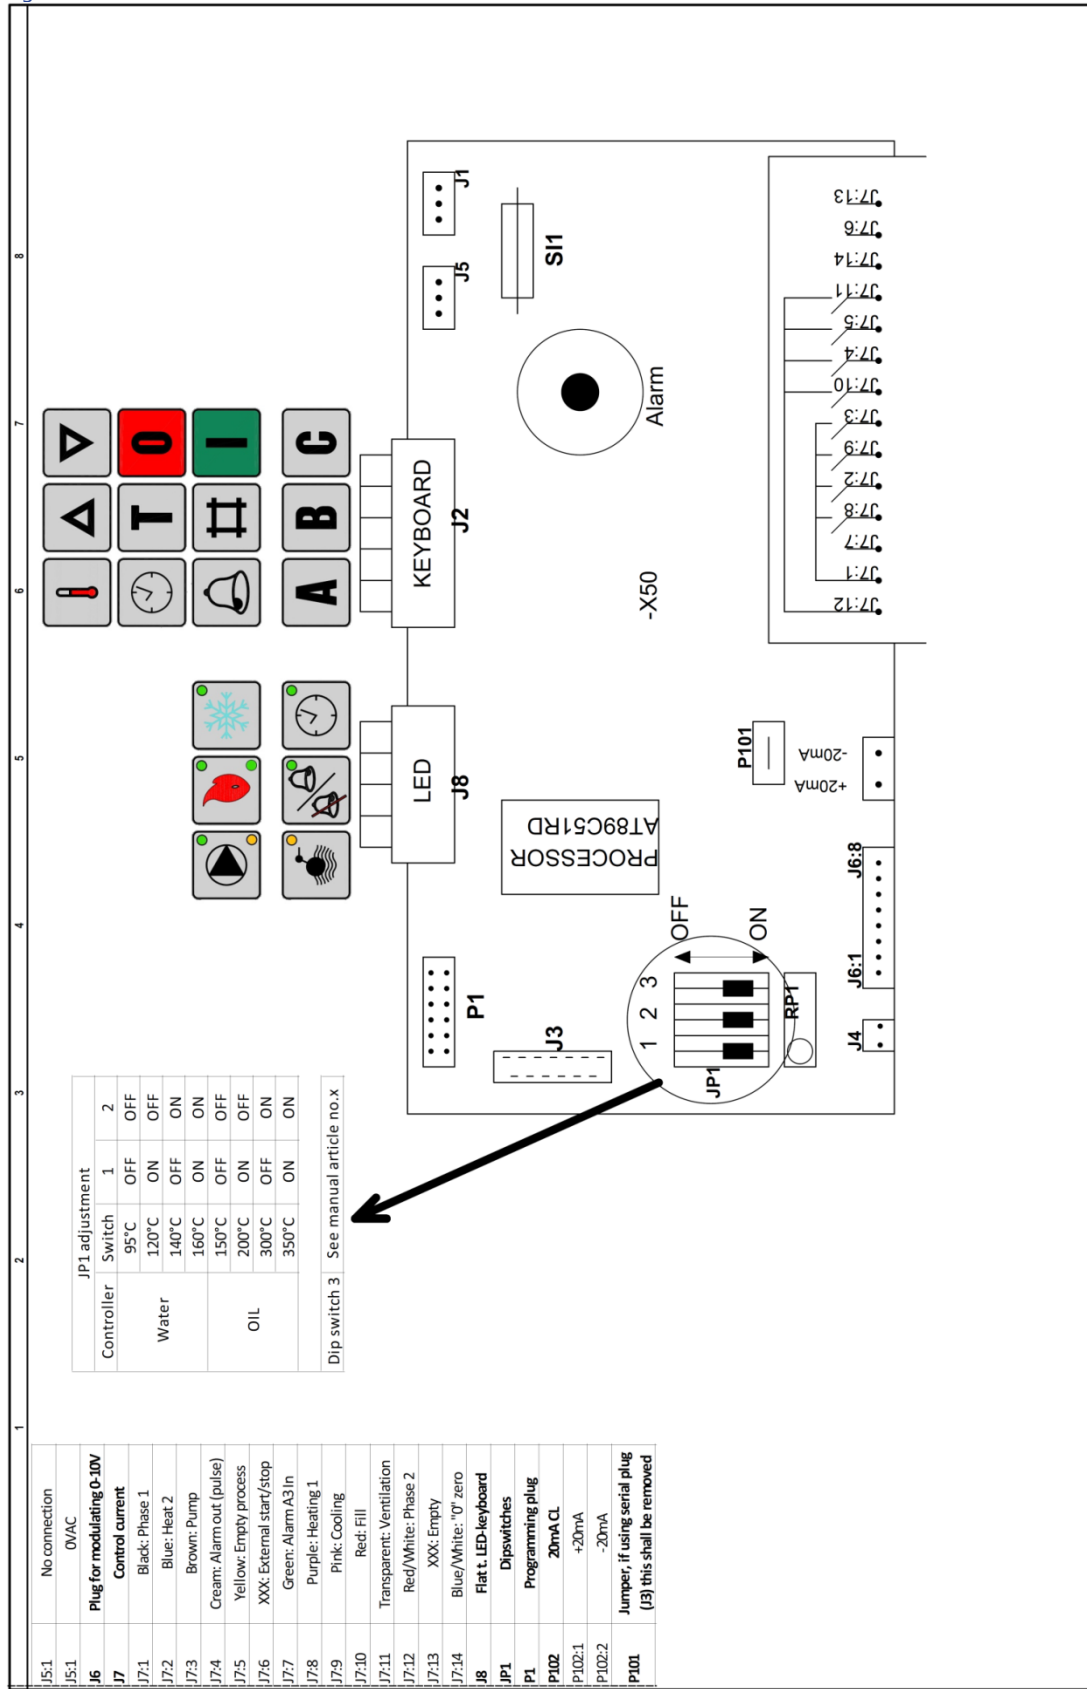 1
2
3
4
5
6
7
8
J5:1 No connection
J5:1 0VAC
J6 Plug for modulating 0-10V
J7 Control current
J7:1 Black: Phase 1
J7:2 Blue: Heat 2
J7:3 Brown: Pump
J7:4 Cream: Alarm out (pulse)
J7:5 Yellow: Empty process
J7:6 XXX: External start/stop
J7:7 Green: Alarm A3 In
J7:8 Purple: Heating 1
J7:9 Pink: Cooling
J7:10 Red: Fill
J7:11 Transparent: Ventilation
J7:12 Red/White: Phase 2
J7:13 XXX: Empty
J7:14 Blue/White: "0" zero
J8 Flat t. LED-keyboard
JP1 Dipswitches
P1 Programming plug
P102 20mA CL
P102:1 +20mA
P102:2 -20mA
P101 Jumper, if using serial plug
(J3) this shall be removed
JP1 adjustment
Controller Switch 1 2
Water 95°C OFF OFF
120°C ON OFF
140°C OFF ON
160°C ON ON
OIL 150°C OFF OFF
200°C ON OFF
300°C OFF ON
350°C ON ON
Dip switch 3 See manual article no.x
T O
I
A B C
LED
J8
KEYBOARD
J2
J5
J1
P1
J3
PROCESSOR
AT89C51RD
SI1
Alarm
-X50
1 2 3
OFF
ON
JP1
RP1
P101
J4
J6:1
J6:8
+20mA
-20mA
J7:12
J7:1
J7:7
J7:8
J7:2
J7:9
J7:3
J7:10
J7:4
J7:5
J7:11
J7:14
J7:6
J7:13